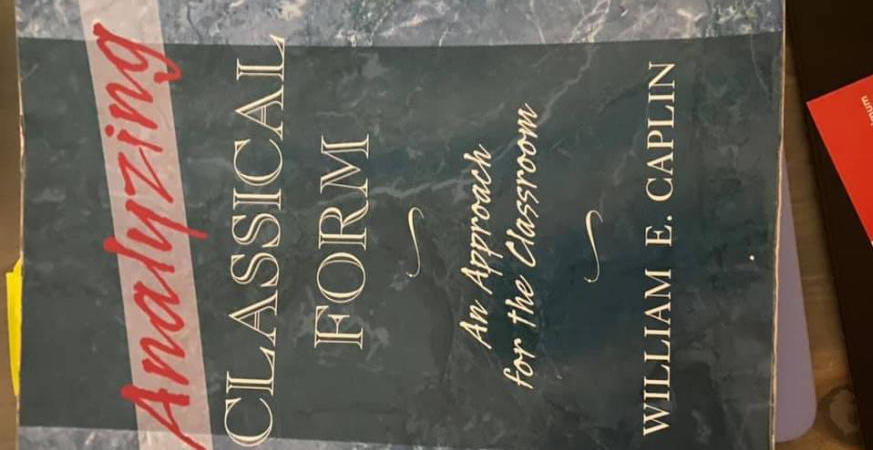 Analyzing
CLASSICAL
FORM
An Approach
for the Classroom
WILLIAM E. CAPLIN